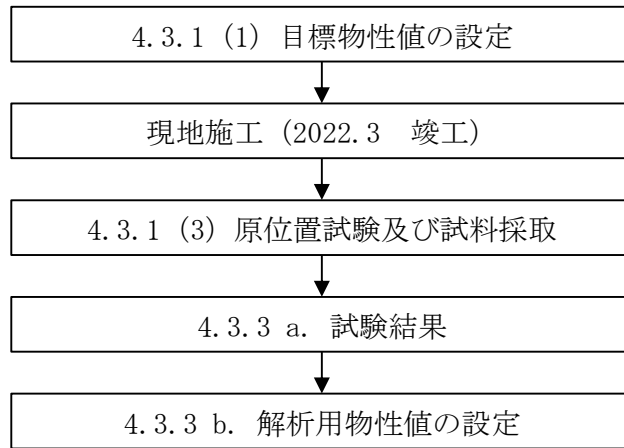 4.3.1 (1) 目標物性値の設定
現地施工 (2022.3　竣工)
4.3.1 (3) 原位置試験及び試料採取
4.3.3 a. 試験結果
4.3.3 b. 解析用物性値の設定